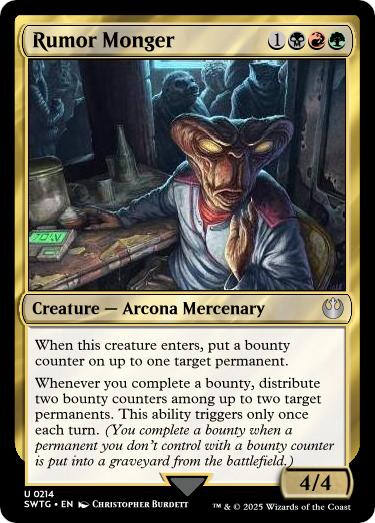 Rumor Monger 1
Creature — Arcona Mercenary
When this creature enters, put a bounty
counter on up to one target permanent.
Whenever you complete a bounty, distribute
two bounty counters among up to two target
permanents. This ability triggers only once
each turn. (You complete a bounty when a
permanent you don't control with a bounty counter
is put into a graveyard from the battlefield.)
4/4
U 0214
SWTG • EN CHRISTOPHER BURDETT
™ & © 2025 Wizards of the Coast